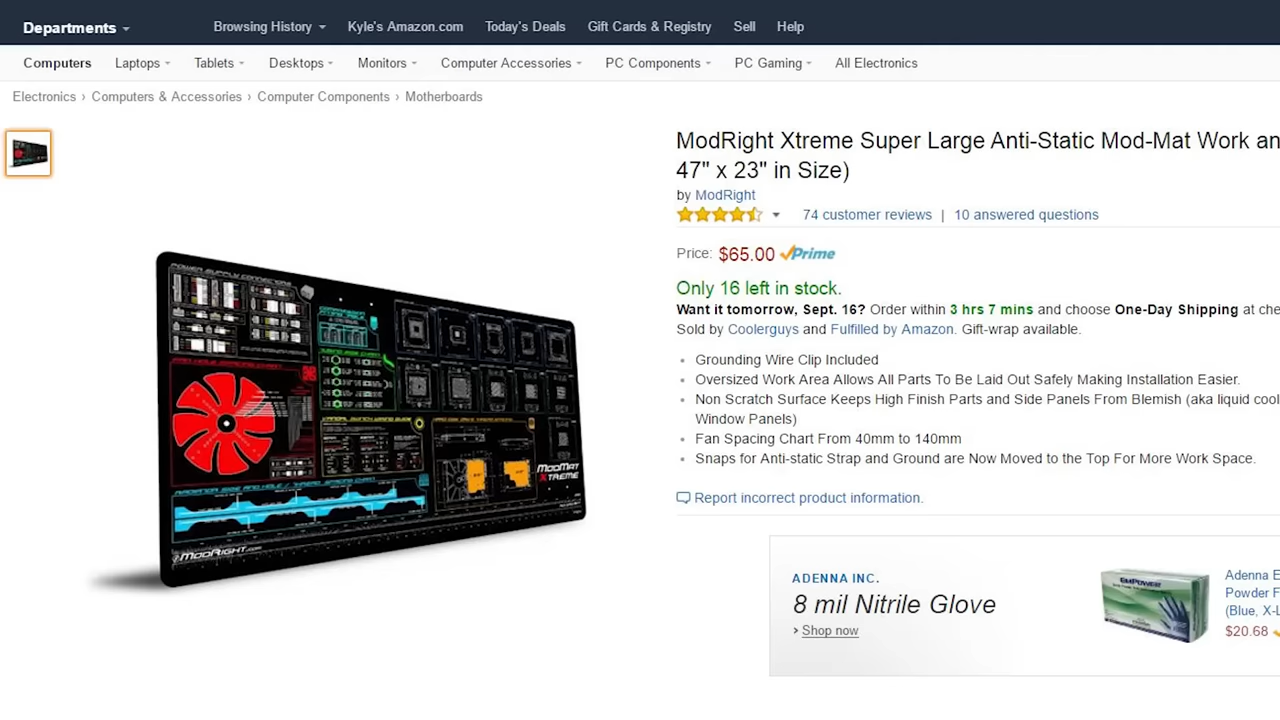 Departments
Browsing History
Kyle's Amazon.com
Today's Deals
Gift Cards & Registry
Sell
Help
Computers
Laptops
Tablets
Desktops
Monitors
Computer Accessories
PC Components
PC Gaming
All Electronics
Electronics › Computers & Accessories › Computer Components › Motherboards
ModRight Xtreme Super Large Anti-Static Mod-Mat Work an
47" x 23" in Size)
by ModRight
74 customer reviews | 10 answered questions
Price: $65.00 Prime
Only 16 left in stock.
Want it tomorrow, Sept. 16? Order within 3 hrs 7 mins and choose One-Day Shipping at che
Sold by Coolerguys and Fulfilled by Amazon. Gift-wrap available.
Grounding Wire Clip Included
Oversized Work Area Allows All Parts To Be Laid Out Safely Making Installation Easier.
Non Scratch Surface Keeps High Finish Parts and Side Panels From Blemish (aka liquid cool
Window Panels)
Fan Spacing Chart From 40mm to 140mm
Snaps for Anti-static Strap and Ground are Now Moved to the Top For More Work Space.
Report incorrect product information.
POWER SUPPLY CONNECTORS
MODMAT
XTREME
MODRIGHT.COM
ADENNA INC.
8 mil Nitrile Glove
› Shop now
EMPOWER
Adenna E
Powder F
(Blue, X-L
$20.68